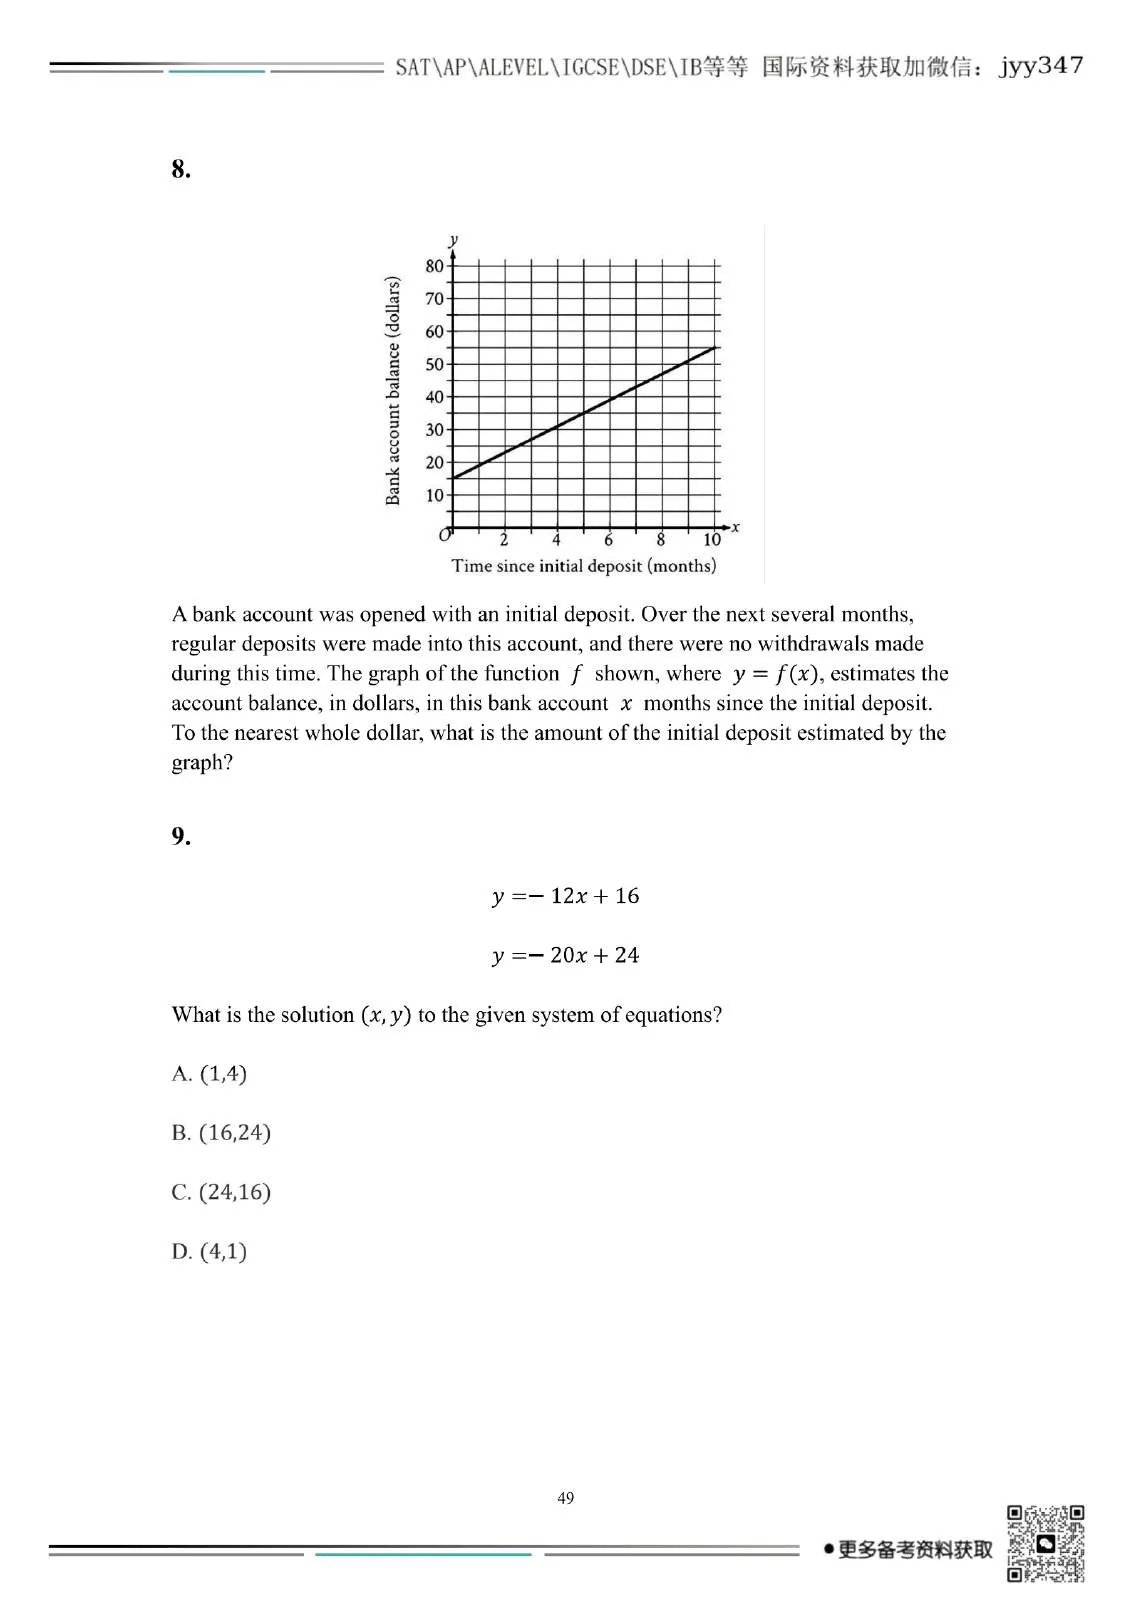 SAT\AP\ALEVEL\IGCSE\DSE\IB等等 国际资料获取加微信: jyy347
8.
y
80
70
60
50
40
30
20
10
O
2 4 6 8 10
x
Bank account balance (dollars)
Time since initial deposit (months)
A bank account was opened with an initial deposit. Over the next several months,
regular deposits were made into this account, and there were no withdrawals made
during this time. The graph of the function f shown, where y = f(x), estimates the
account balance, in dollars, in this bank account x months since the initial deposit.
To the nearest whole dollar, what is the amount of the initial deposit estimated by the
graph?
9.
y =− 12x + 16
y =− 20x + 24
What is the solution (x, y) to the given system of equations?
A. (1,4)
B. (16,24)
C. (24,16)
D. (4,1)
49
●更多备考资料获取